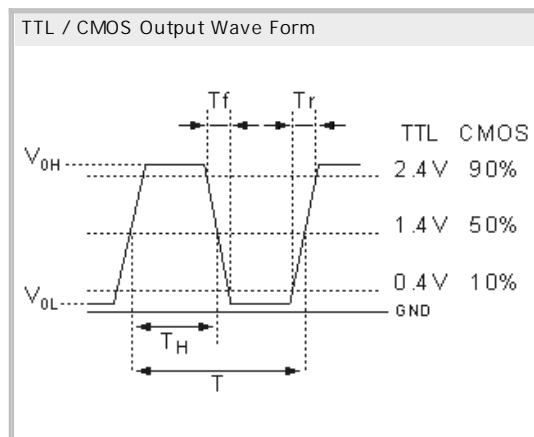 TTL / CMOS Output Wave Form
Tf Tr
TTL CMOS
V0H 2.4V 90%
1.4V 50%
0.4V 10%
V0L GND
TH
T